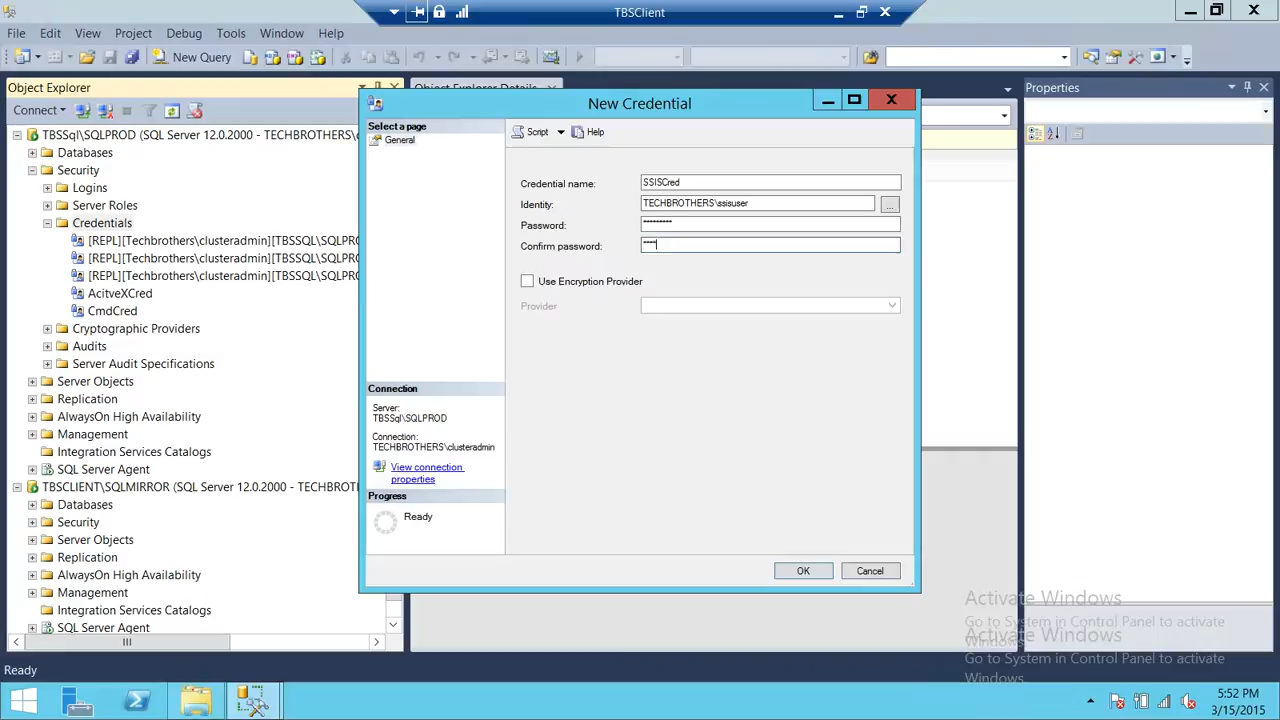 TBSClient
File Edit View Project Debug Tools Window Help
New Query
Object Explorer
Object Explorer Details
Properties
Connect
TBSSql\SQLPROD (SQL Server 12.0.2000 - TECHBROTHERS\c
Databases
Security
Logins
Server Roles
Credentials
[REPL][Techbrothers\clusteradmin][TBSSQL\SQLPRO
[REPL][Techbrothers\clusteradmin][TBSSQL\SQLPRO
[REPL][Techbrothers\clusteradmin][TBSSQL\SQLPRO
AcitveXCred
CmdCred
Cryptographic Providers
Audits
Server Audit Specifications
Server Objects
Replication
AlwaysOn High Availability
Management
Integration Services Catalogs
SQL Server Agent
TBSCLIENT\SQLMIRROR (SQL Server 12.0.2000 - TECHBROT
Databases
Security
Server Objects
Replication
AlwaysOn High Availability
Management
Integration Services Catalogs
SQL Server Agent
New Credential
Select a page
General
Script Help
Credential name: SSISCred
Identity: TECHBROTHERS\ssisuser ...
Password: *********
Confirm password: ****
Use Encryption Provider
Provider
Connection
Server:
TBSSql\SQLPROD
Connection:
TECHBROTHERS\clusteradmin
View connection
properties
Progress
Ready
OK Cancel
Activate Windows
Go to System in Control Panel to activate
Windows.
Activate Windows
Go to System in Control Panel to activate
Windows.
Ready
5:52 PM
3/15/2015